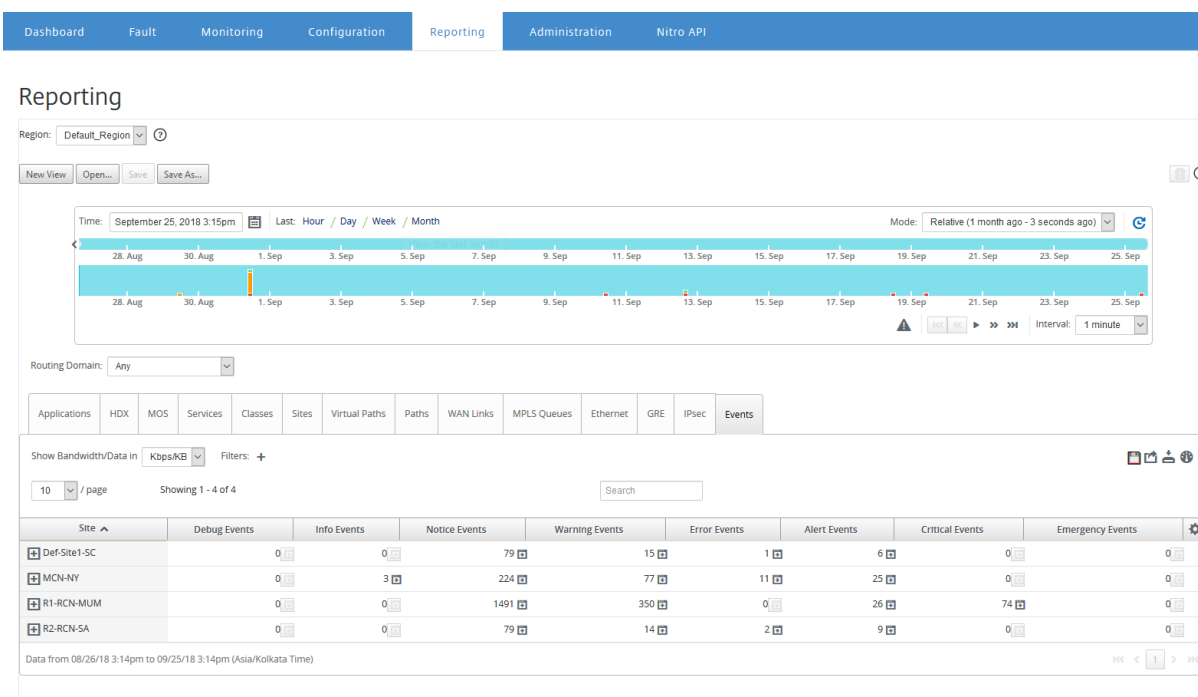 Dashboard Fault Monitoring Configuration Reporting Administration Nitro API
Reporting
Region: Default_Region
New View Open... Save Save As...
Time: September 25, 2018 3:15pm Last: Hour / Day / Week / Month Mode: Relative (1 month ago - 3 seconds ago)
View the last month
28. Aug 30. Aug 1. Sep 3. Sep 5. Sep 7. Sep 9. Sep 11. Sep 13. Sep 15. Sep 17. Sep 19. Sep 21. Sep 23. Sep 25. Sep
28. Aug 30. Aug 1. Sep 3. Sep 5. Sep 7. Sep 9. Sep 11. Sep 13. Sep 15. Sep 17. Sep 19. Sep 21. Sep 23. Sep 25. Sep
Interval: 1 minute
Routing Domain: Any
Applications HDX MOS Services Classes Sites Virtual Paths Paths WAN Links MPLS Queues Ethernet GRE IPsec Events
Show Bandwidth/Data in Kbps/KB Filters: +
10 / page Showing 1 - 4 of 4 Search
Site Debug Events Info Events Notice Events Warning Events Error Events Alert Events Critical Events Emergency Events
Def-Site1-SC 0 0 79 15 1 6 0 0
MCN-NY 0 3 224 77 11 25 0 0
R1-RCN-MUM 0 0 1491 350 0 26 74 0
R2-RCN-SA 0 0 79 14 2 9 0 0
Data from 08/26/18 3:14pm to 09/25/18 3:14pm (Asia/Kolkata Time) 1